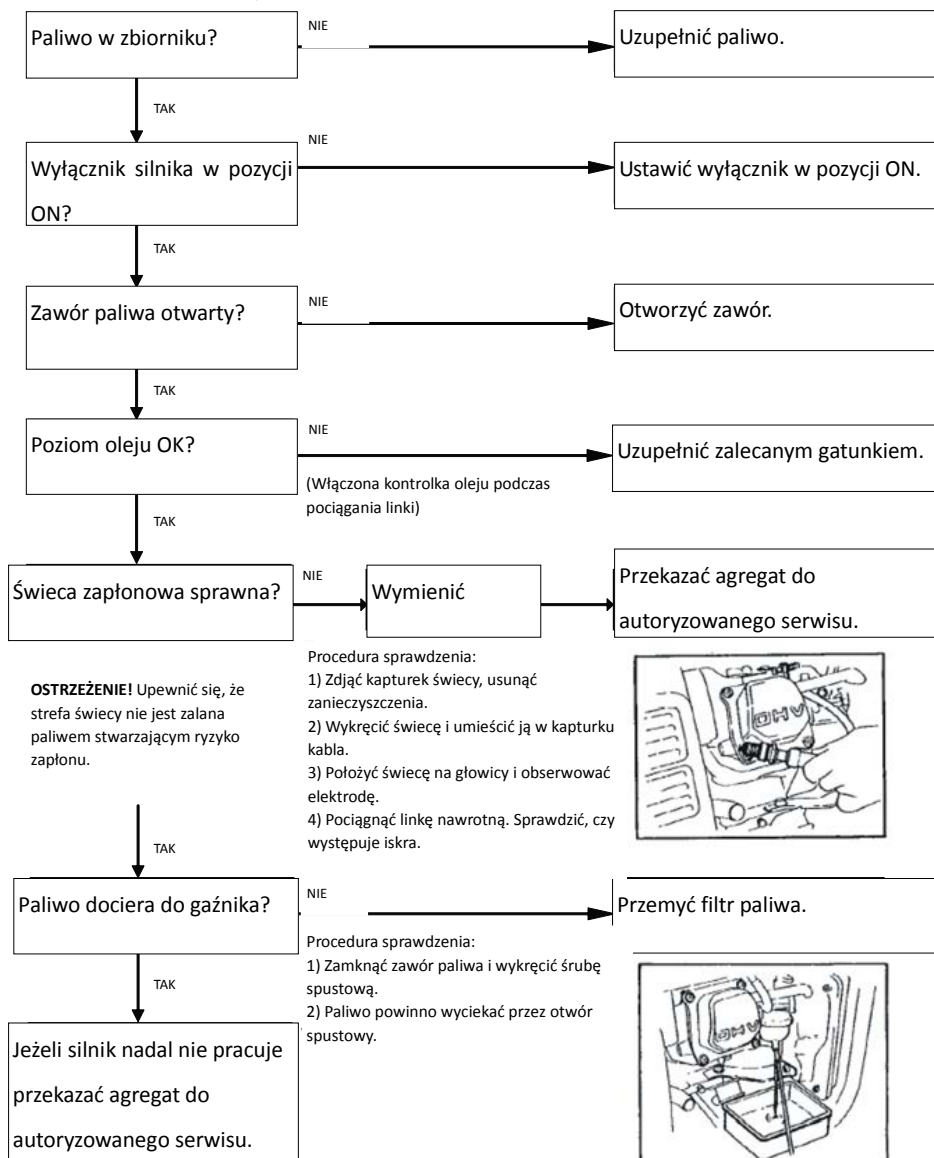 Paliwo w zbiorniku?
NIE
Uzupełnić paliwo.
TAK
Wyłącznik silnika w pozycji
ON?
NIE
Ustawić wyłącznik w pozycji ON.
TAK
Zawór paliwa otwarty?
NIE
Otworzyć zawór.
TAK
Poziom oleju OK?
NIE
(Włączona kontrolka oleju podczas
pociągania linki)
Uzupełnić zalecanym gatunkiem.
TAK
Świeca zapłonowa sprawna?
NIE
Wymienić
Przekazać agregat do
autoryzowanego serwisu.
OSTRZEŻENIE! Upewnić się, że
strefa świecy nie jest zalana
paliwem stwarzającym ryzyko
zapłonu.
Procedura sprawdzenia:
1) Zdjąć kapturek świecy, usunąć
zanieczyszczenia.
2) Wykręcić świecę i umieścić ją w kapturku
kabla.
3) Położyć świecę na głowicy i obserwować
elektrodę.
4) Pociągnąć linkę nawrotną. Sprawdzić, czy
występuje iskra.
OHV
TAK
Paliwo dociera do gaźnika?
NIE
Przemyć filtr paliwa.
Procedura sprawdzenia:
1) Zamknąć zawór paliwa i wykręcić śrubę
spustową.
2) Paliwo powinno wyciekać przez otwór
spustowy.
OHV
TAK
Jeżeli silnik nadal nie pracuje
przekazać agregat do
autoryzowanego serwisu.